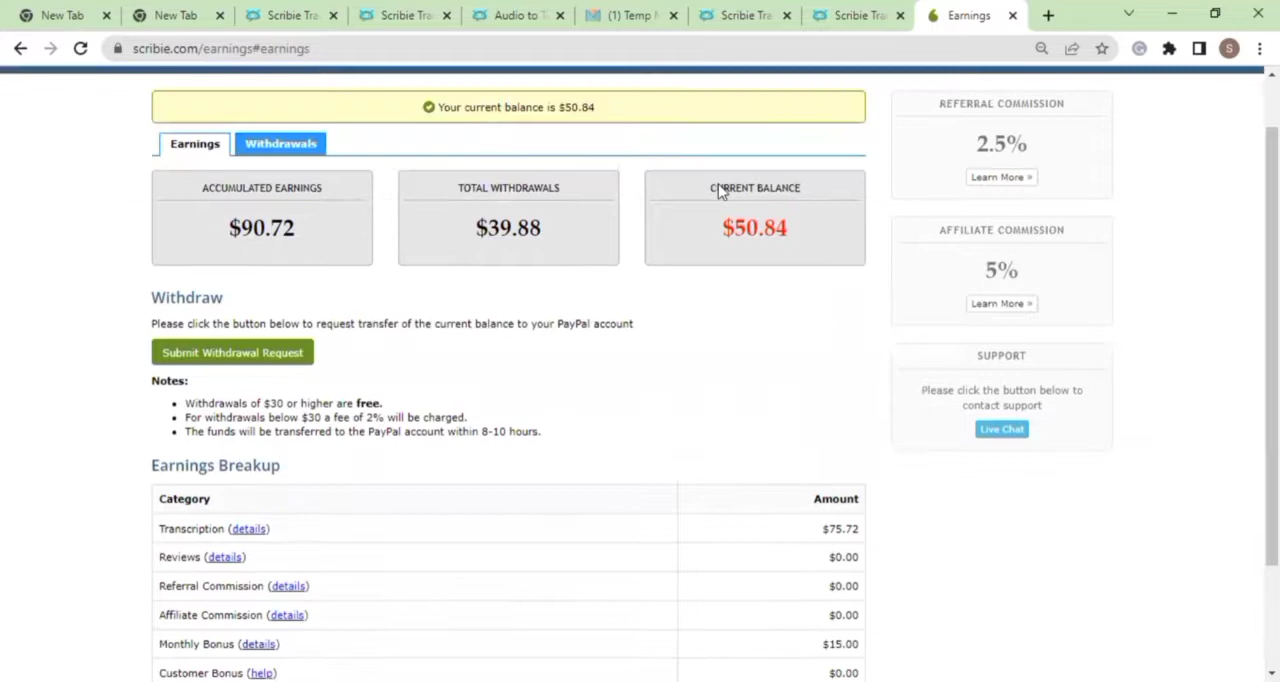 New Tab
New Tab
Scribie Tra
Scribie Tra
Audio to T
(1) Temp M
Scribie Tra
Scribie Tra
Earnings
scribie.com/earnings#earnings
S
Your current balance is $50.84
Earnings
Withdrawals
ACCUMULATED EARNINGS
$90.72
TOTAL WITHDRAWALS
$39.88
CURRENT BALANCE
$50.84
Withdraw
Please click the button below to request transfer of the current balance to your PayPal account
Submit Withdrawal Request
Notes:
Withdrawals of $30 or higher are free.
For withdrawals below $30 a fee of 2% will be charged.
The funds will be transferred to the PayPal account within 8-10 hours.
Earnings Breakup
Category Amount
Transcription (details) $75.72
Reviews (details) $0.00
Referral Commission (details) $0.00
Affiliate Commission (details) $0.00
Monthly Bonus (details) $15.00
Customer Bonus (help) $0.00
REFERRAL COMMISSION
2.5%
Learn More »
AFFILIATE COMMISSION
5%
Learn More »
SUPPORT
Please click the button below to
contact support
Live Chat